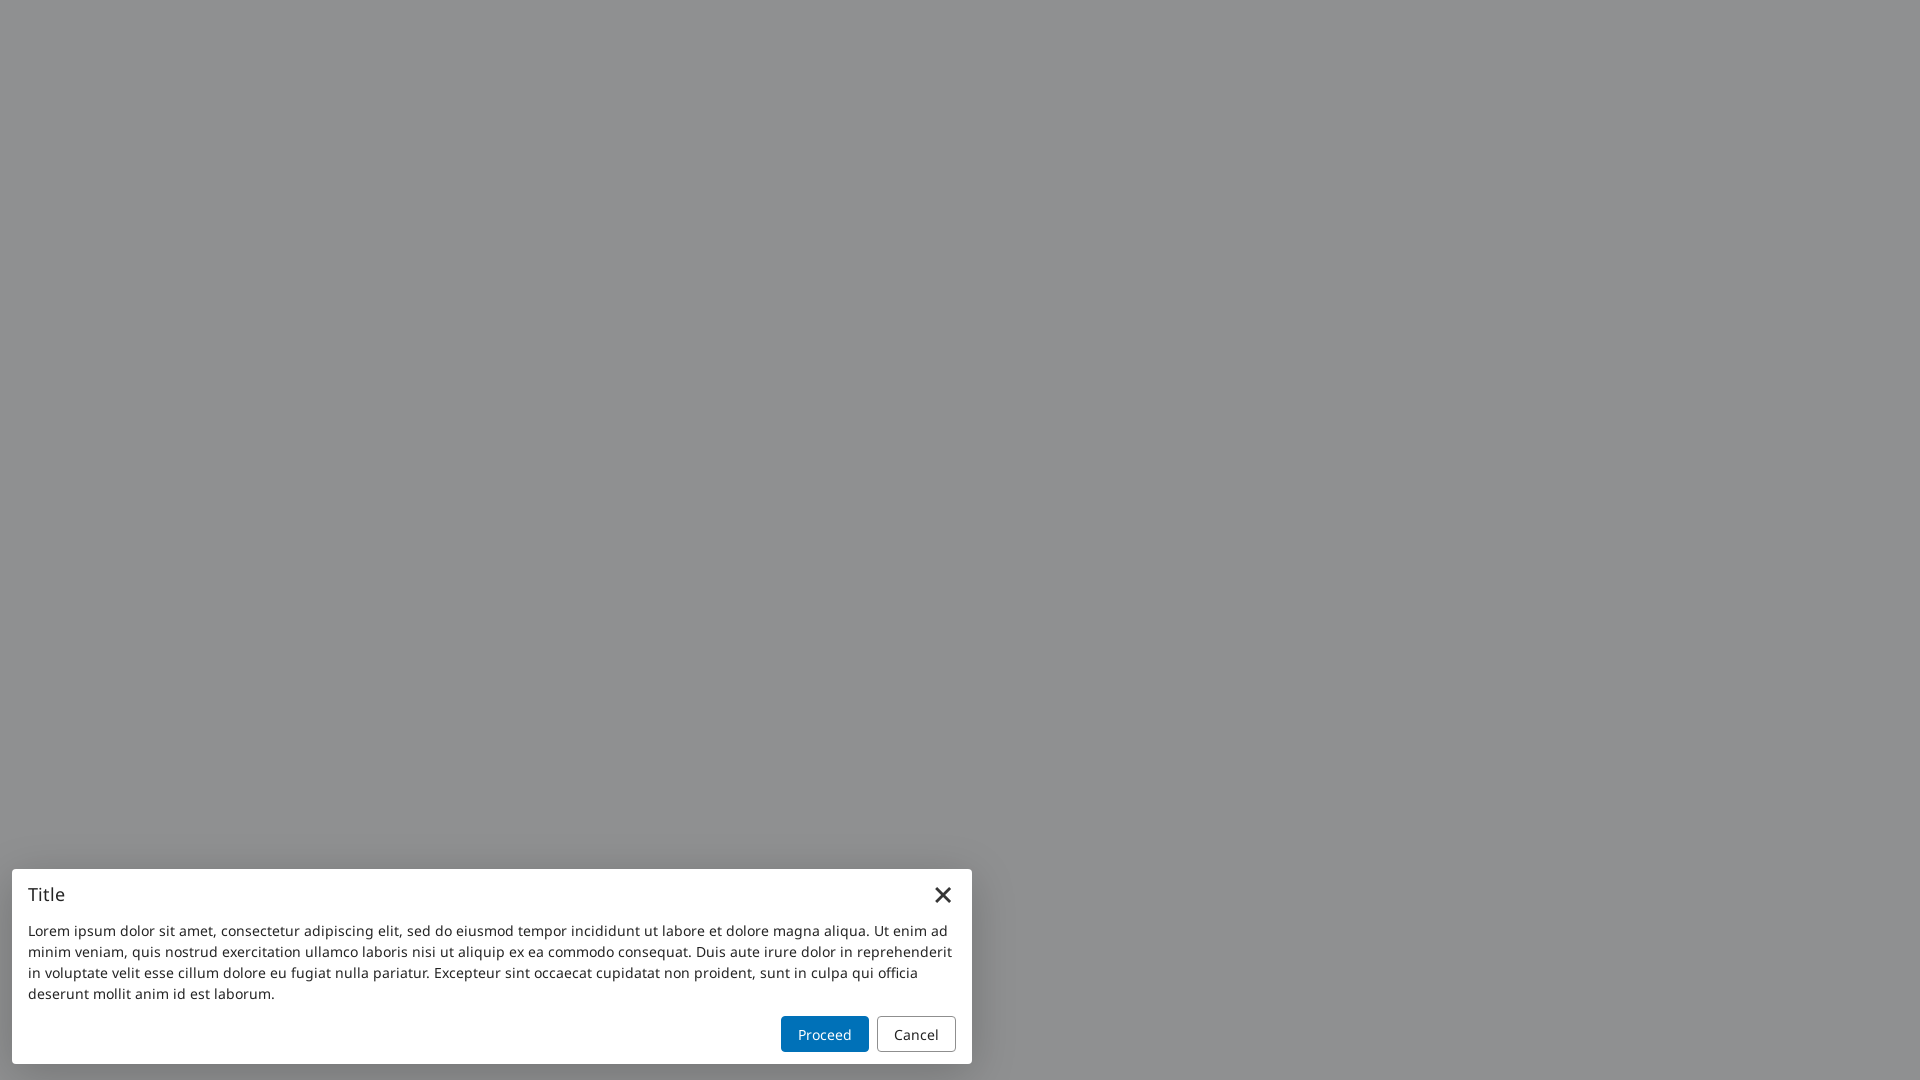 Title
Lorem ipsum dolor sit amet, consectetur adipiscing elit, sed do eiusmod tempor incididunt ut labore et dolore magna aliqua. Ut enim ad
minim veniam, quis nostrud exercitation ullamco laboris nisi ut aliquip ex ea commodo consequat. Duis aute irure dolor in reprehenderit
in voluptate velit esse cillum dolore eu fugiat nulla pariatur. Excepteur sint occaecat cupidatat non proident, sunt in culpa qui officia
deserunt mollit anim id est laborum.
Proceed
Cancel